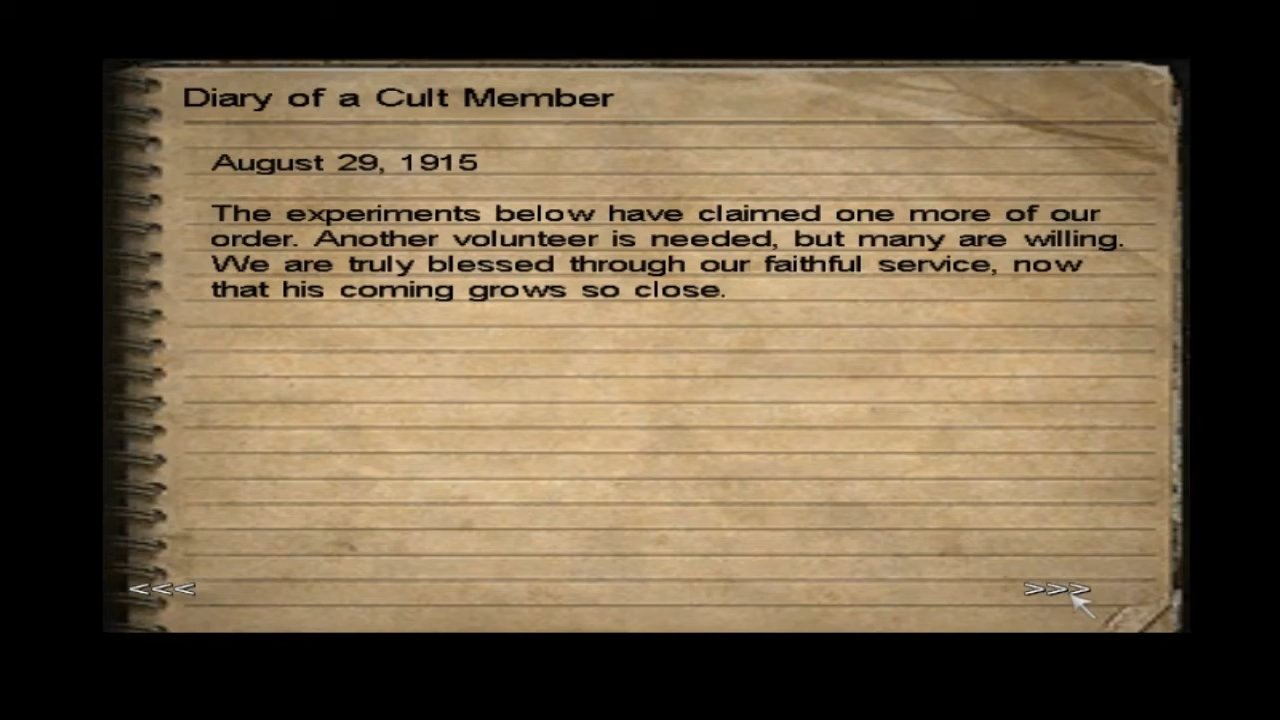 Diary of a Cult Member
August 29, 1915
The experiments below have claimed one more of our
order. Another volunteer is needed, but many are willing.
We are truly blessed through our faithful service, now
that his coming grows so close.
<<< >>>